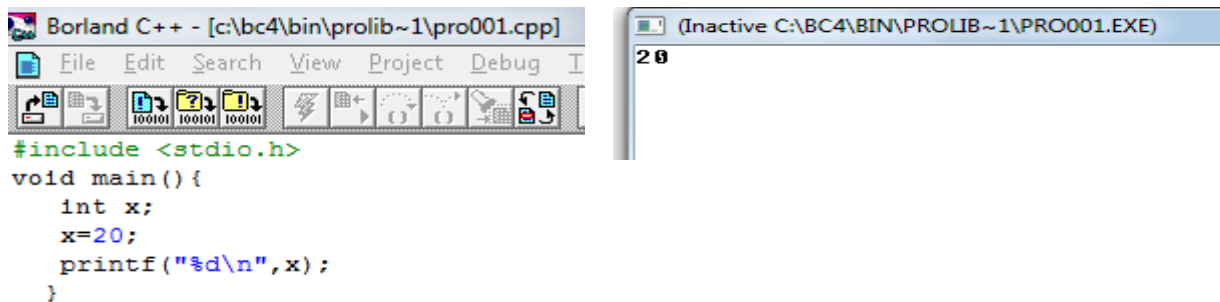 Borland C++ - [c:\bc4\bin\prolib~1\pro001.cpp]
File Edit Search View Project Debug T
#include <stdio.h>
void main(){
   int x;
   x=20;
   printf("%d\n",x);
   }
(Inactive C:\BC4\BIN\PROLIB~1\PRO001.EXE)
20